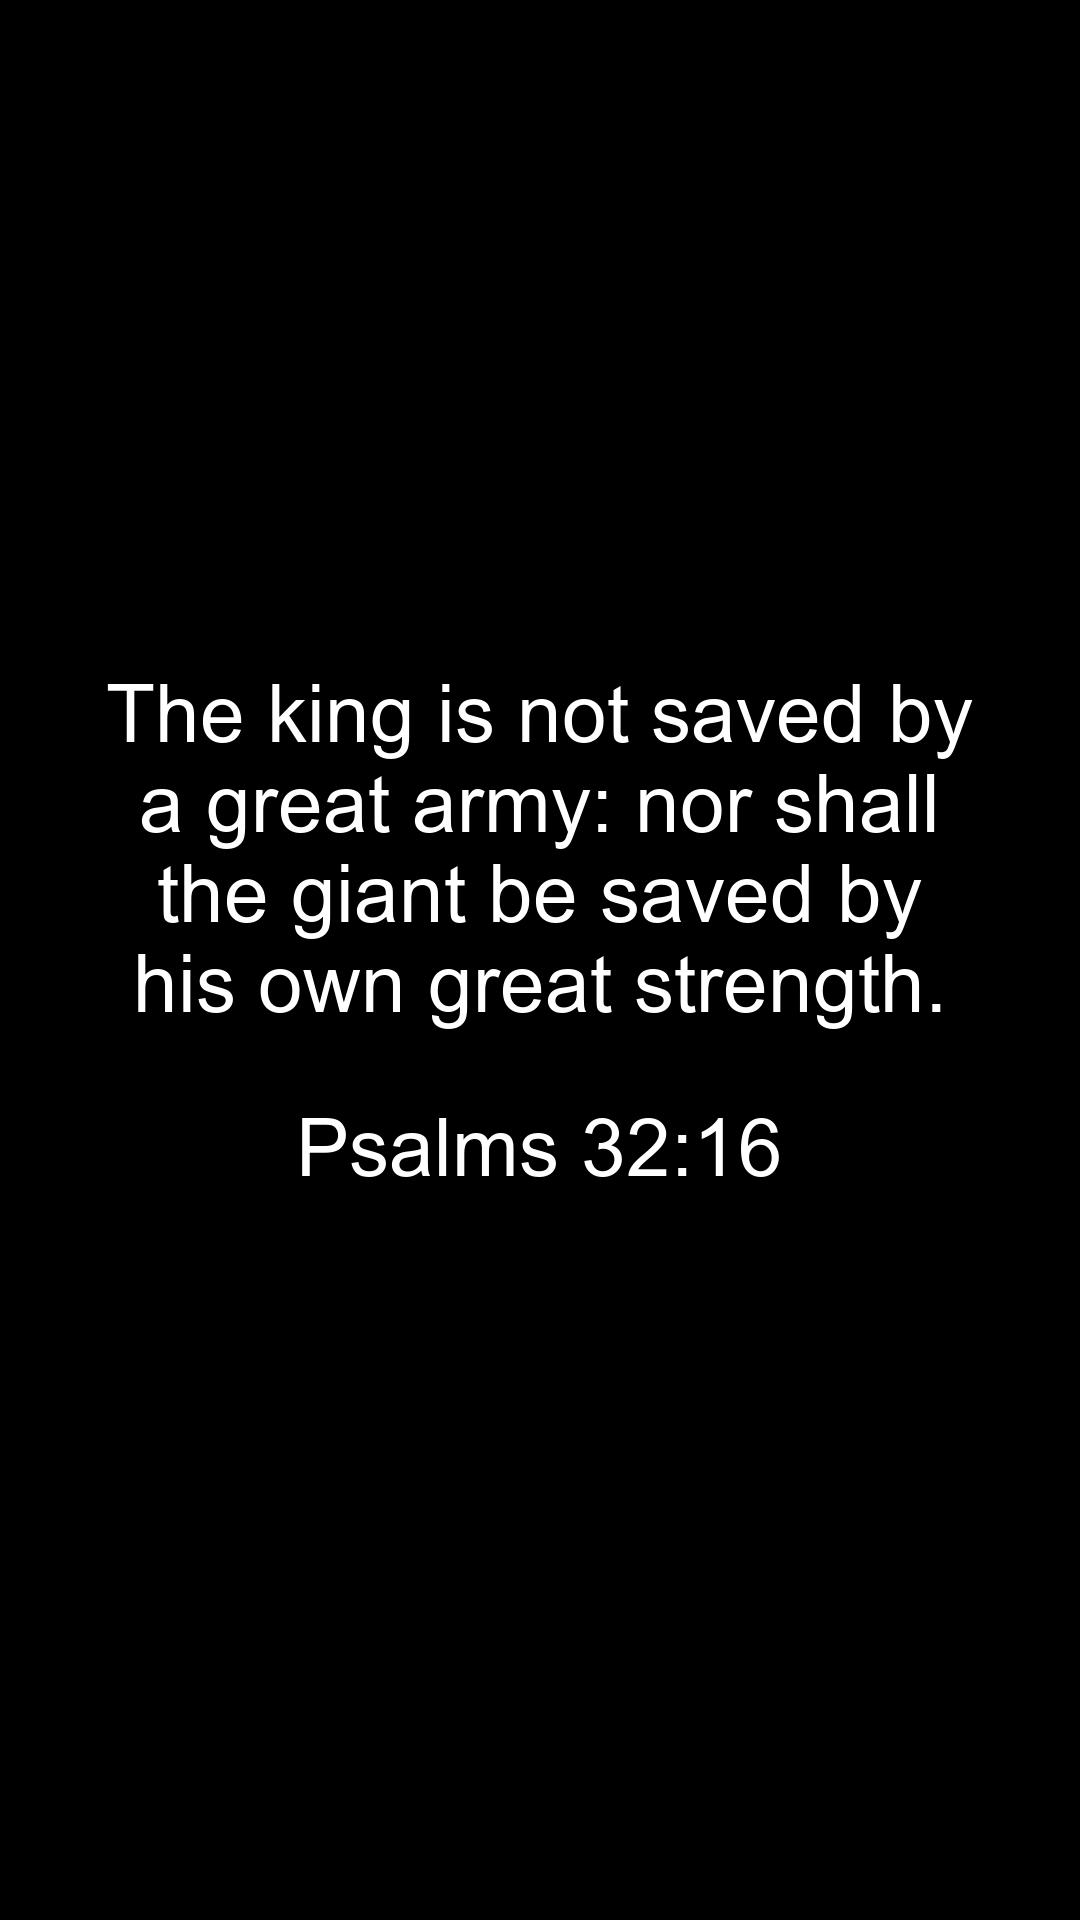 The king is not saved by
a great army: nor shall
the giant be saved by
his own great strength.
Psalms 32:16